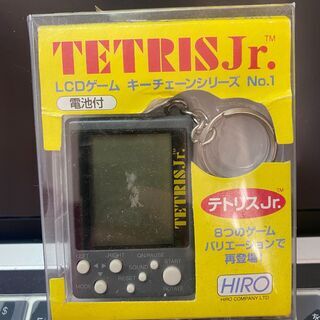 TETRIS Jr.™
LCDゲーム キーチェーンシリーズ No.1
電池付
TETRIS Jr.
LEFT
RIGHT
ON/PAUSE
SOUND
START
MODE
RESET
ROTATE
™
テトリスJr.
8つのゲーム
バリエーションで
再登場!
HIRO
HIRO COMPANY LTD